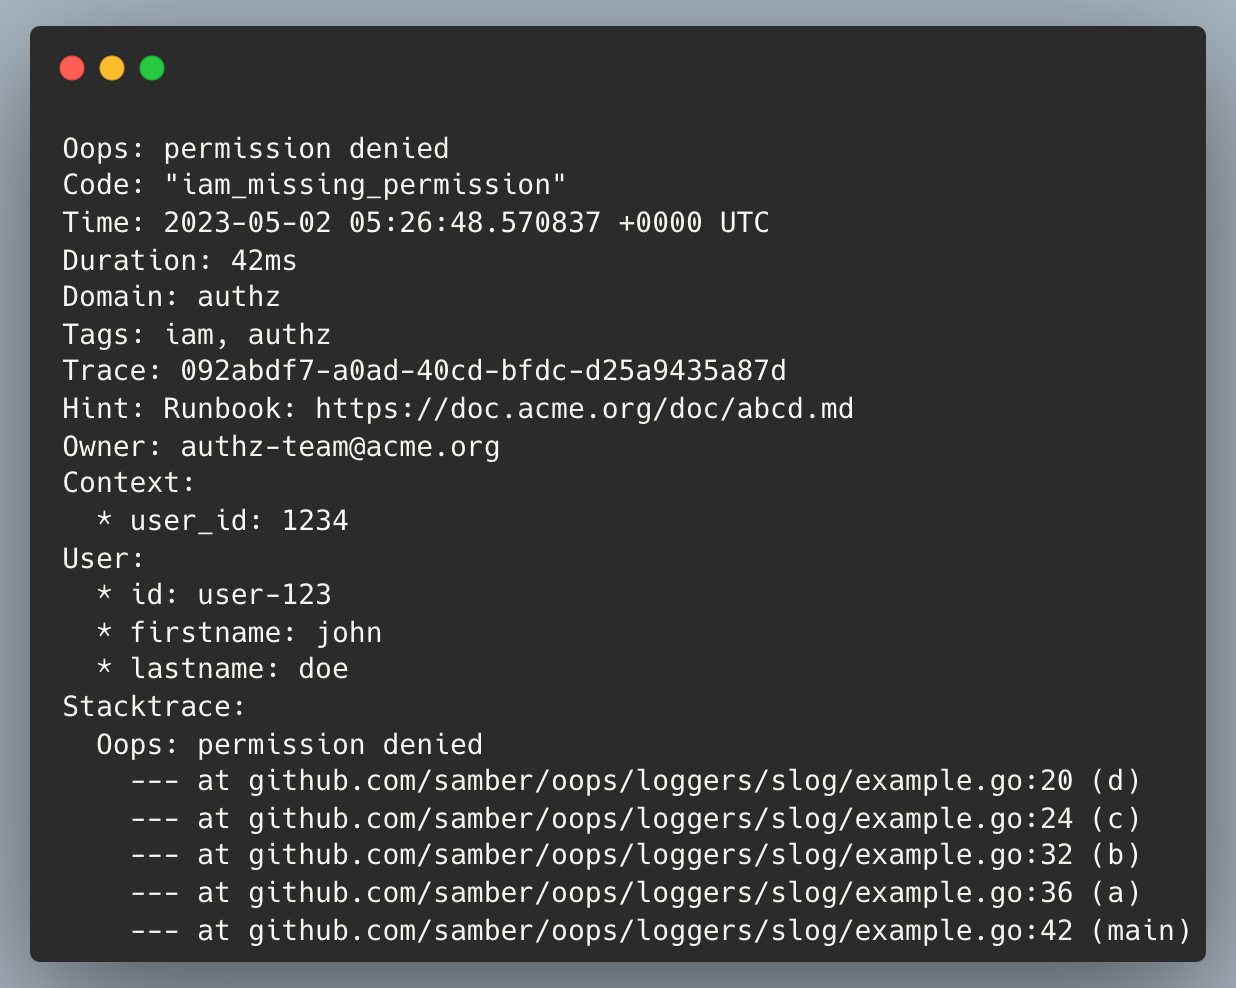 Oops: permission denied
Code: "iam_missing_permission"
Time: 2023-05-02 05:26:48.570837 +0000 UTC
Duration: 42ms
Domain: authz
Tags: iam, authz
Trace: 092abdf7-a0ad-40cd-bfdc-d25a9435a87d
Hint: Runbook: https://doc.acme.org/doc/abcd.md
Owner: authz-team@acme.org
Context:
  * user_id: 1234
User:
  * id: user-123
  * firstname: john
  * lastname: doe
Stacktrace:
  Oops: permission denied
    --- at github.com/samber/oops/loggers/slog/example.go:20 (d)
    --- at github.com/samber/oops/loggers/slog/example.go:24 (c)
    --- at github.com/samber/oops/loggers/slog/example.go:32 (b)
    --- at github.com/samber/oops/loggers/slog/example.go:36 (a)
    --- at github.com/samber/oops/loggers/slog/example.go:42 (main)